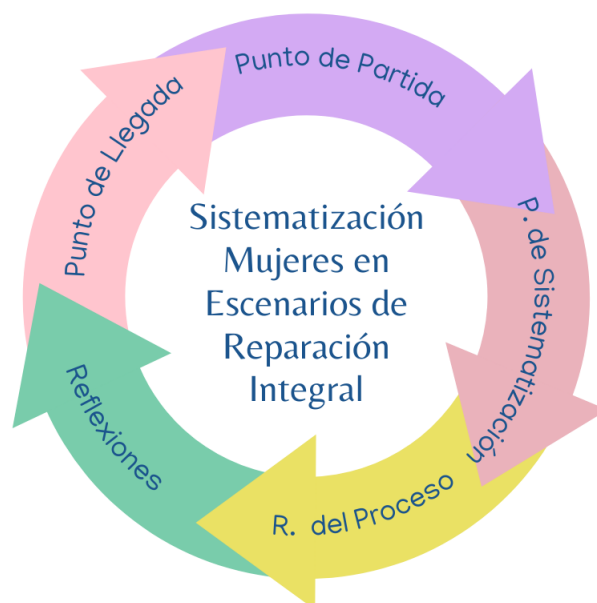 Punto de Partida
P. de Sistematización
R. del Proceso
Reflexiones
Punto de Llegada
Sistematización
Mujeres en
Escenarios de
Reparación
Integral